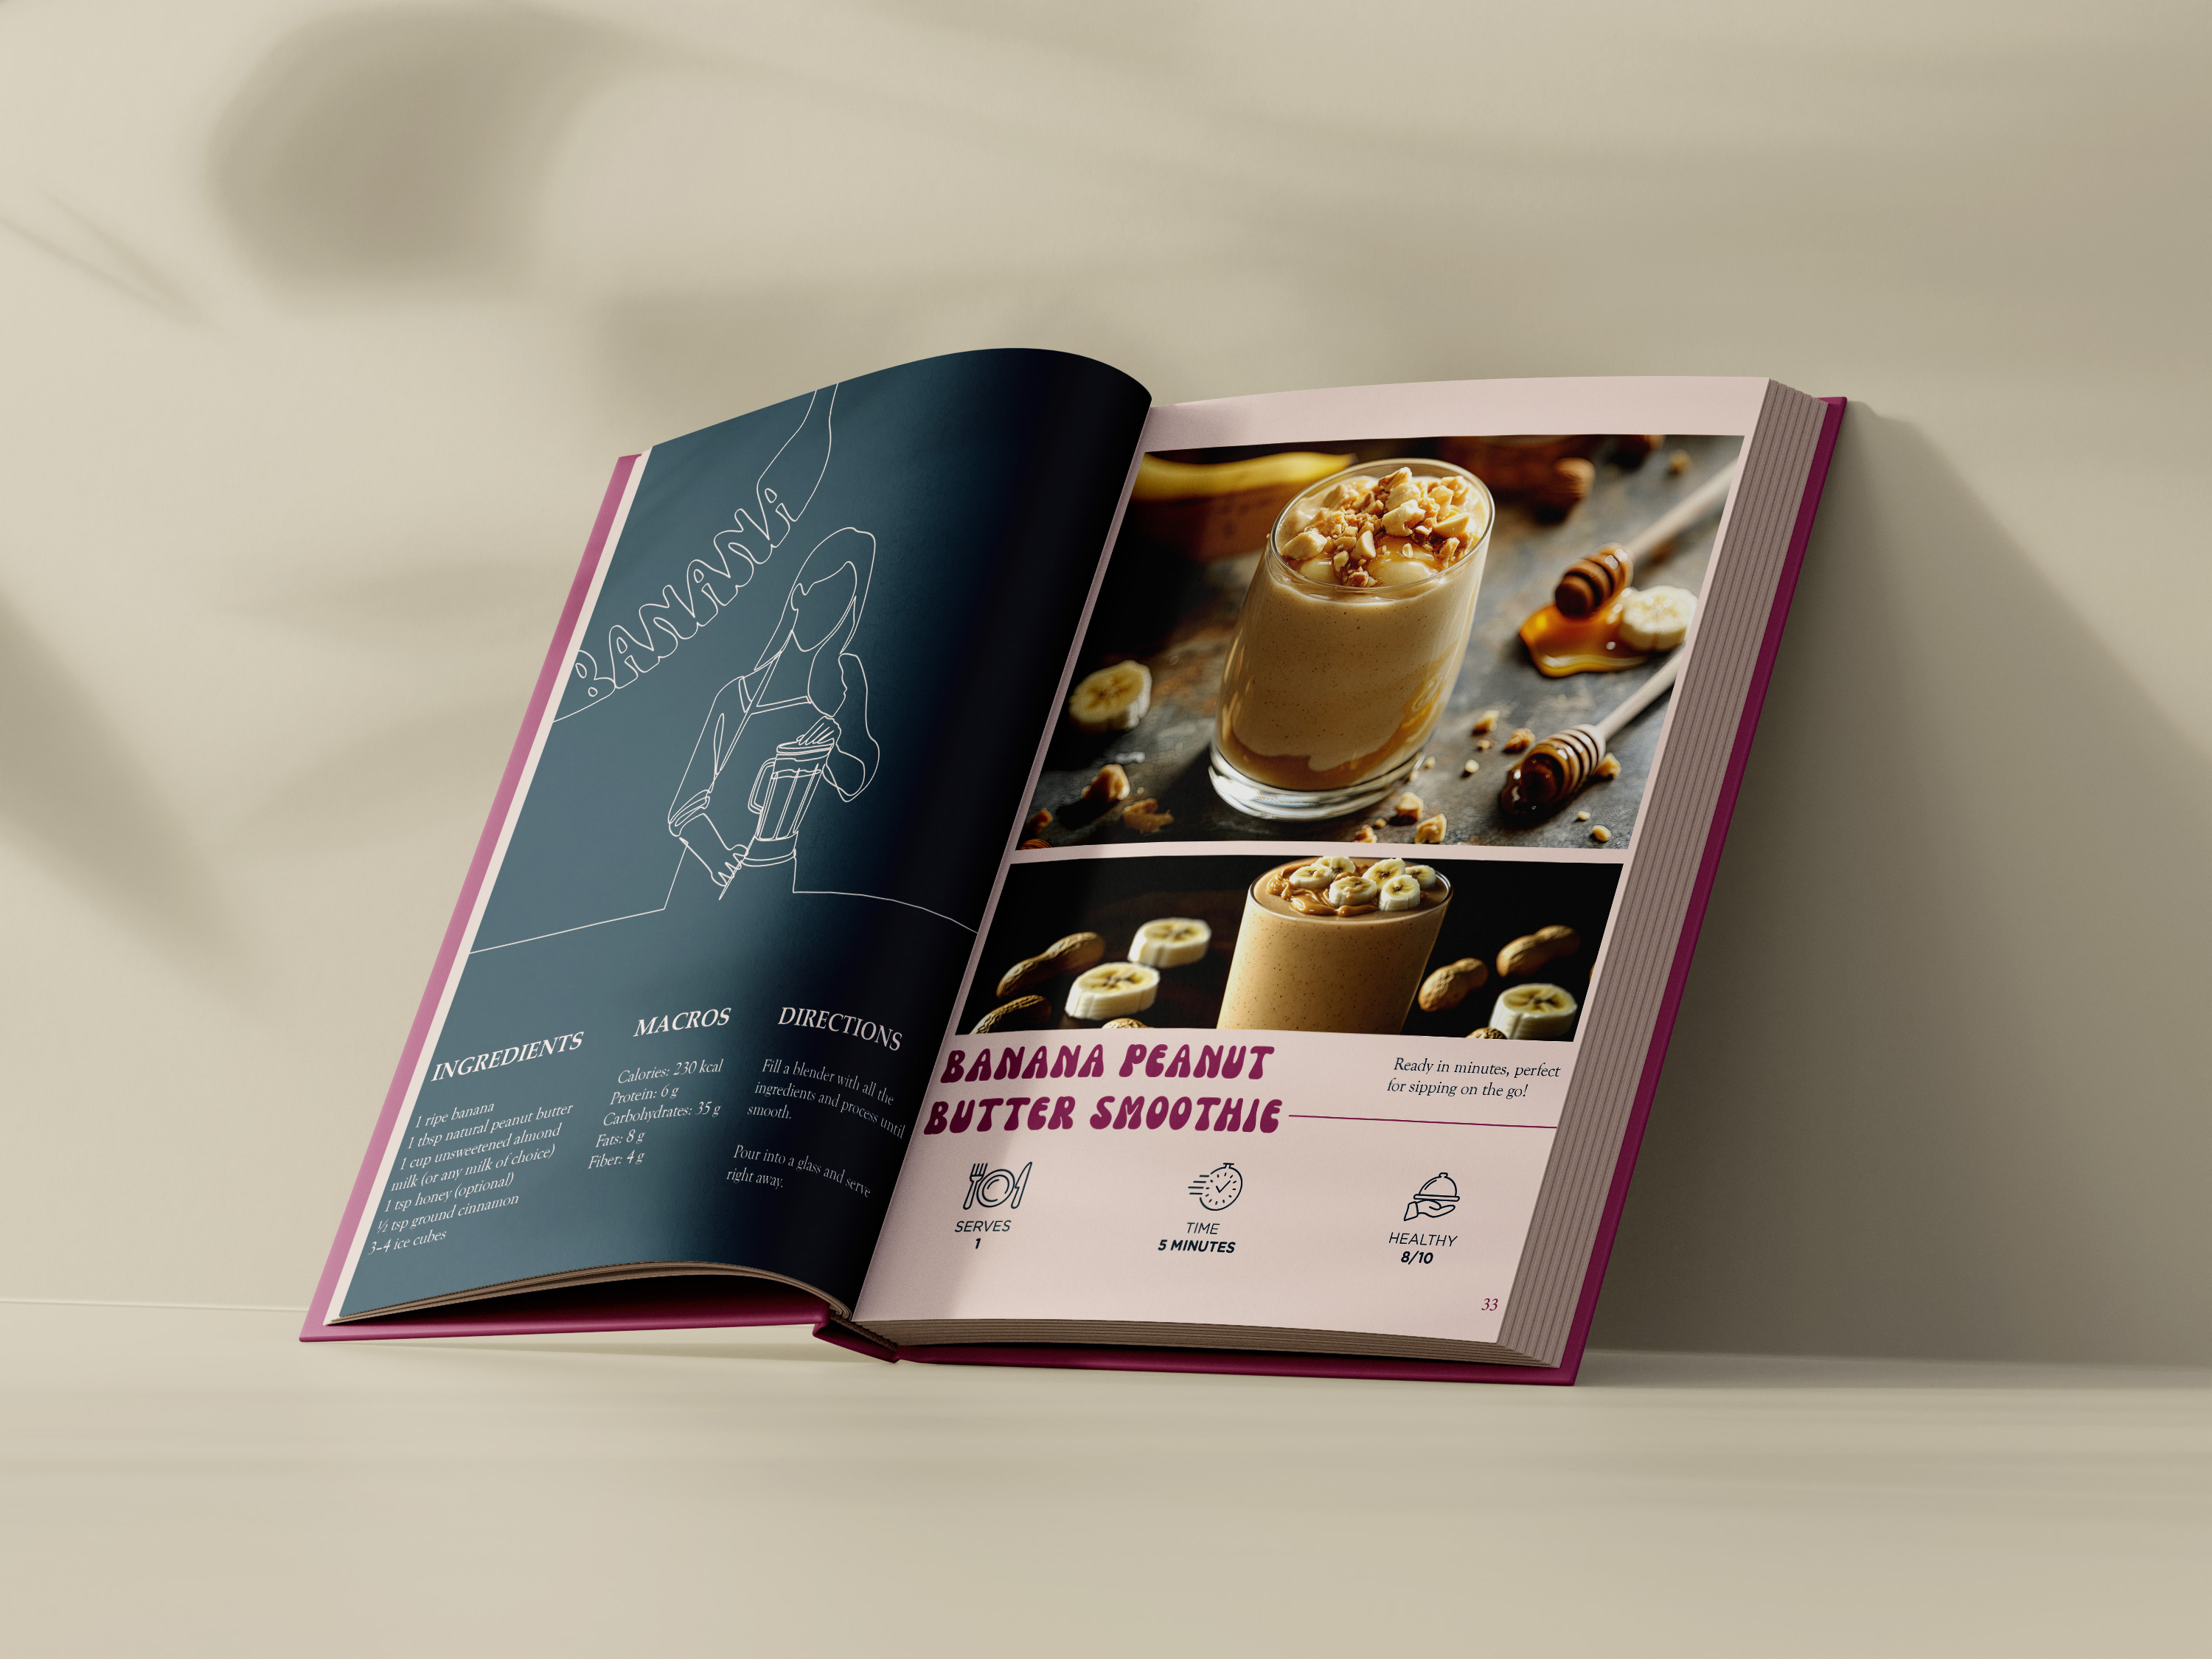 BANANA
INGREDIENTS
1 ripe banana
1 tbsp natural peanut butter
1 cup unsweetened almond
milk (or any milk of choice)
1 tsp honey (optional)
½ tsp ground cinnamon
3–4 ice cubes
MACROS
Calories: 230 kcal
Protein: 6 g
Carbohydrates: 35 g
Fats: 8 g
Fiber: 4 g
DIRECTIONS
Fill a blender with all the
ingredients and process until
smooth.
Pour into a glass and serve
right away.
BANANA PEANUT
BUTTER SMOOTHIE
Ready in minutes, perfect
for sipping on the go!
SERVES
1
TIME
5 MINUTES
HEALTHY
8/10
33